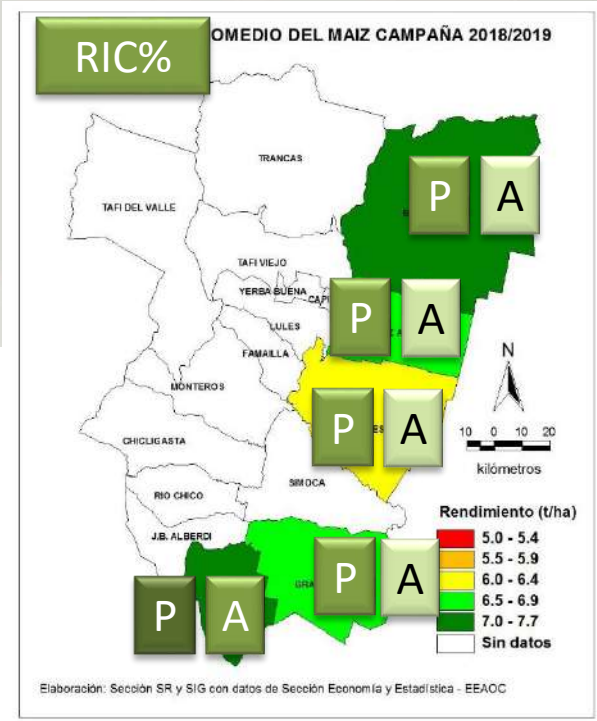 RIC%
OMEDIO DEL MAIZ CAMPAÑA 2018/2019
TRANCAS
P A
TAFI DEL VALLE
TAFI VIEJO
YERBA BUENA
CAPI
P A
LULES
FAMAILLA
N
MONTEROS
P A
ES
10 0 10 20
kilómetros
CHICLIGASTA
SIMOCA
RIO CHICO
Rendimiento (t/ha)
J.B. ALBERDI
5.0 - 5.4
5.5 - 5.9
6.0 - 6.4
P A
GRA
6.5 - 6.9
P A
7.0 - 7.7
Sin datos
Elaboración: Sección SR y SIG con datos de Sección Economía y Estadística - EEAOC